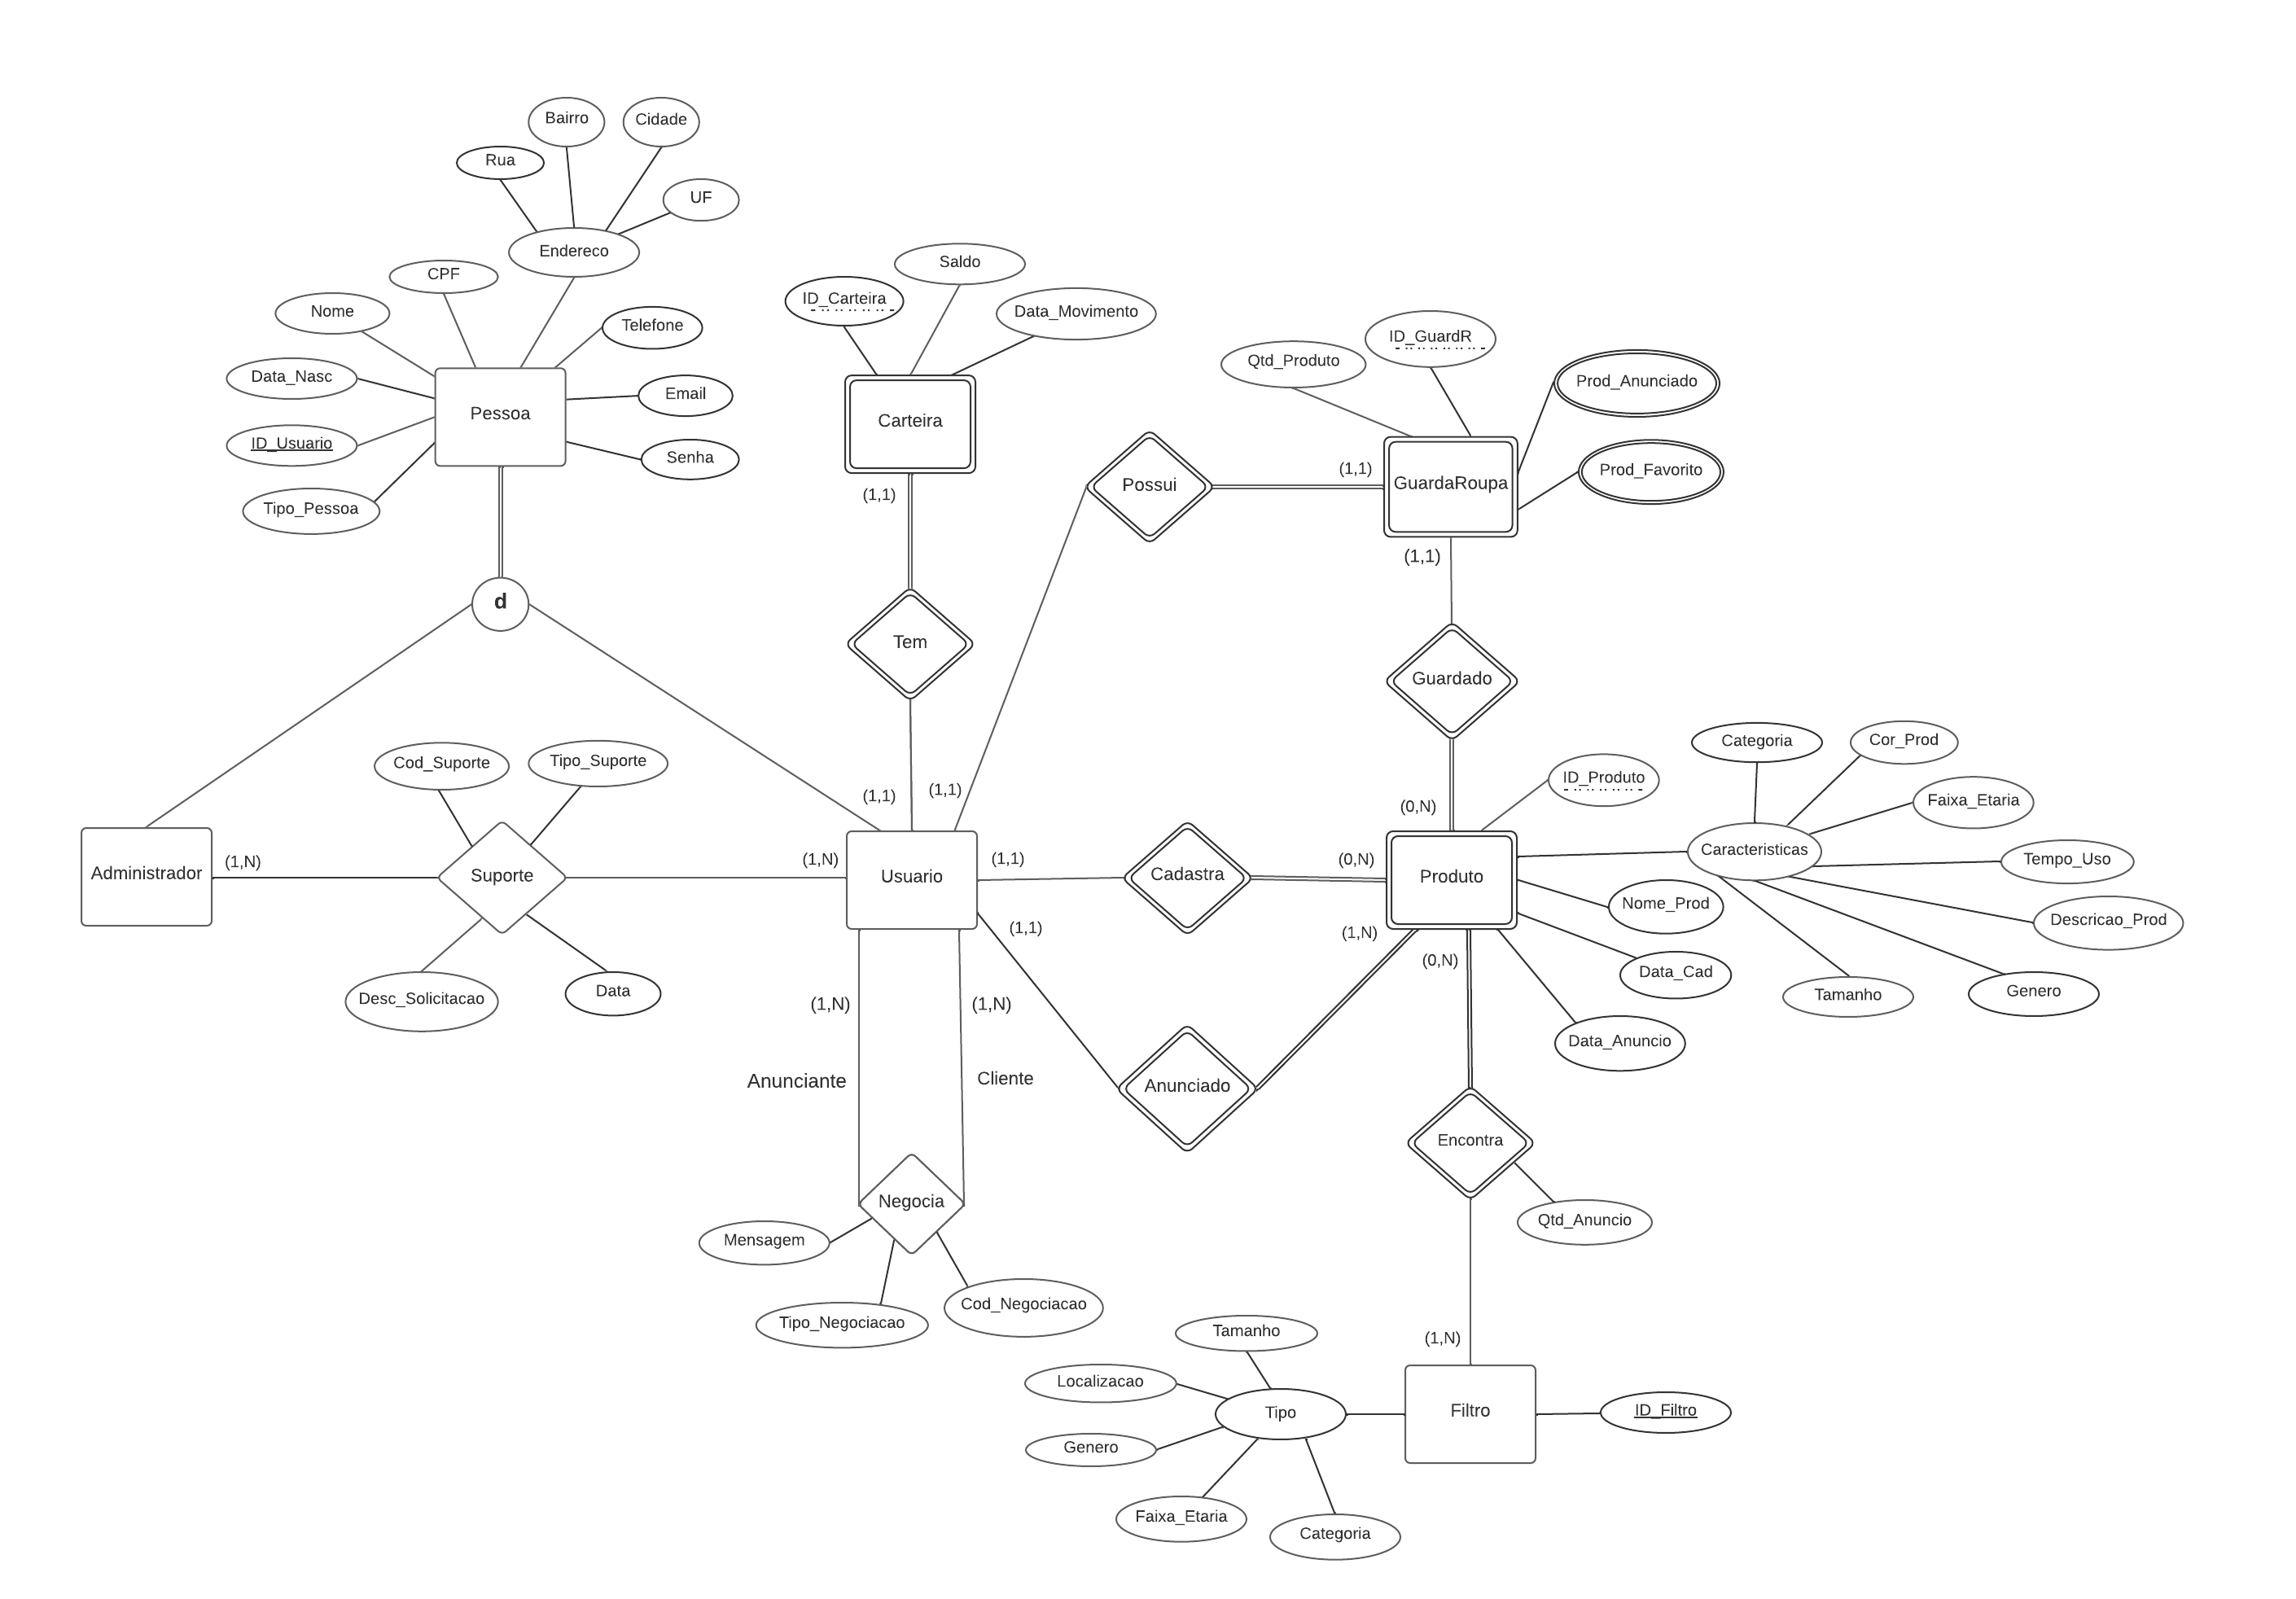 Bairro
Cidade
Rua
UF
Endereco
CPF
Nome
Telefone
Data_Nasc
Email
Pessoa
ID_Usuario
Senha
Tipo_Pessoa
d
Saldo
ID_Carteira
Data_Movimento
Carteira
(1,1)
Tem
(1,1)
(1,1)
Possui
(1,1)
Qtd_Produto
ID_GuardR
Prod_Anunciado
Prod_Favorito
GuardaRoupa
(1,1)
Guardado
(0,N)
ID_Produto
Categoria
Cor_Prod
Faixa_Etaria
Caracteristicas
Tempo_Uso
Descricao_Prod
Genero
Tamanho
Nome_Prod
Data_Cad
Data_Anuncio
Cod_Suporte
Tipo_Suporte
Administrador
(1,N)
Suporte
(1,N)
Desc_Solicitacao
Data
Usuario
(1,1)
Cadastra
(0,N)
Produto
(1,1)
(1,N)
(0,N)
Anunciado
(1,N)
(1,N)
Anunciante
Cliente
Negocia
Mensagem
Tipo_Negociacao
Cod_Negociacao
Encontra
Qtd_Anuncio
(1,N)
Filtro
ID_Filtro
Tipo
Tamanho
Localizacao
Genero
Faixa_Etaria
Categoria